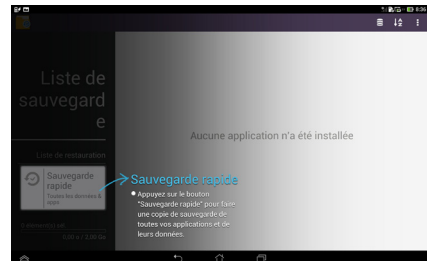 8:36
Liste de
sauvegard
e
Liste de restauration
Sauvegarde
rapide
Toutes les données &
apps
Aucune application n'a été installée
Sauvegarde rapide
Appuyez sur le bouton
"Sauvegarde rapide" pour faire
une copie de sauvegarde de
toutes vos applications et de
leurs données.